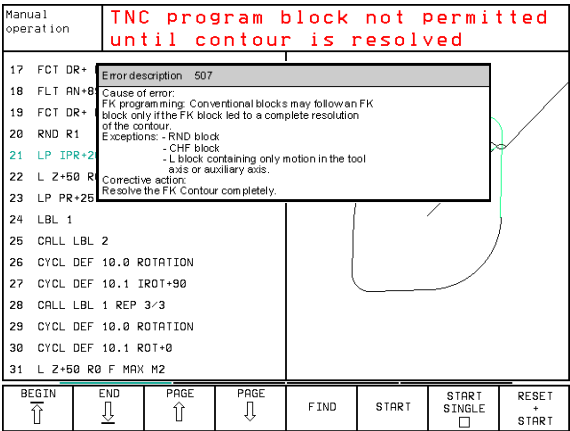 Manual
operation
TNC program block not permitted
until contour is resolved
17 FCT DR+
18 FLT AN+8
19 FCT DR+
20 RND R1
21 LP IPR+2
22 L Z+50 R
23 LP PR+25
24 LBL 1
25 CALL LBL 2
26 CYCL DEF 10.0 ROTATION
27 CYCL DEF 10.1 IROT+90
28 CALL LBL 1 REP 3/3
29 CYCL DEF 10.0 ROTATION
30 CYCL DEF 10.1 ROT+0
31 L Z+50 R0 F MAX M2
Error description 507
Cause of error:
FK programming: Conventional blocks may followan FK
block only if the FK block led to a complete resolution
of the contour.
Exceptions: - RND block
- CHF block
- L block containing only motion in the tool
axis or auxiliary axis.
Corrective action:
Resolve the FK Contour completely.
BEGIN
END
PAGE
PAGE
FIND
START
START
SINGLE
RESET
+
START